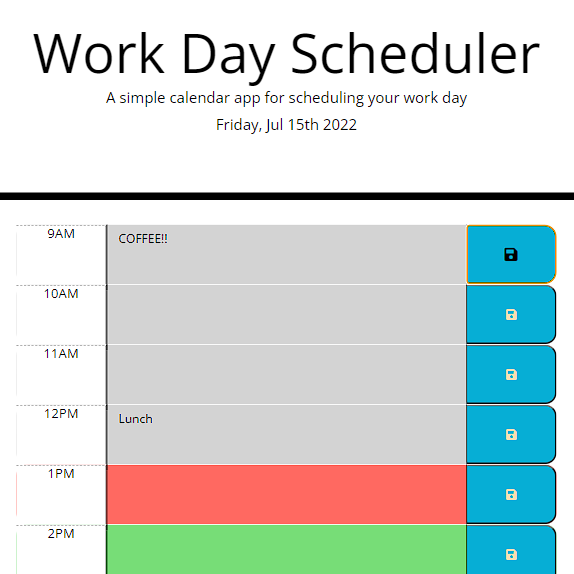 Work Day Scheduler
A simple calendar app for scheduling your work day
Friday, Jul 15th 2022
9AM COFFEE!!
10AM
11AM
12PM Lunch
1PM
2PM